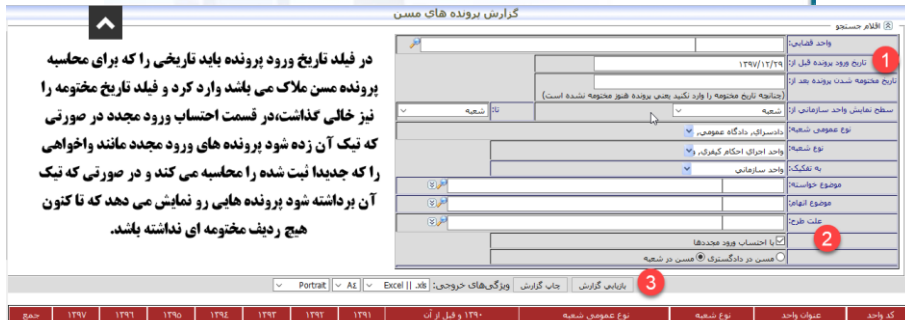 گزارش پرونده های مسن
اقلام جستجو
واحد قضایی:
تاریخ ورود پرونده قبل از: ۱۳۹۷/۱۲/۲۹
1
تاریخ مختومه شدن پرونده بعد از:
(چنانچه تاریخ مختومه را وارد نکنید یعنی پرونده هنوز مختومه نشده است)
سطح نمایش واحد سازمانی از: شعبه تا: شعبه
نوع عمومی شعبه: دادسرای, دادگاه عمومی,
نوع شعبه: واحد اجرای احکام کیفری, و
به تفکیک: واحد سازمانی
موضوع خواسته:
موضوع اتهام:
علت طرح:
2
با احتساب ورود مجددها
مسن در دادگستری مسن در شعبه
در فیلد تاریخ ورود پرونده باید تاریخی را که برای محاسبه
پرونده مسن ملاک می باشد وارد کرد و فیلد تاریخ مختومه را
نیز خالی گذاشت،در قسمت احتساب ورود مجدد در صورتی
که تیک آن زده شود پرونده های ورود مجدد مانند واخواهی
را که جدیدا ثبت شده را محاسبه می کند و در صورتی که تیک
آن برداشته شود پرونده هایی رو نمایش می دهد که تا کنون
هیچ ردیف مختومه ای نداشته باشد.
3
بازیابی گزارش چاپ گزارش ویژگی‌های خروجی: Excel || .xls A4 Portrait
کد واحد عنوان واحد نوع شعبه نوع عمومی شعبه ۱۳۹۰ و قبل از آن ۱۳۹۱ ۱۳۹۲ ۱۳۹۳ ۱۳۹۴ ۱۳۹۵ ۱۳۹۶ ۱۳۹۷ جمع